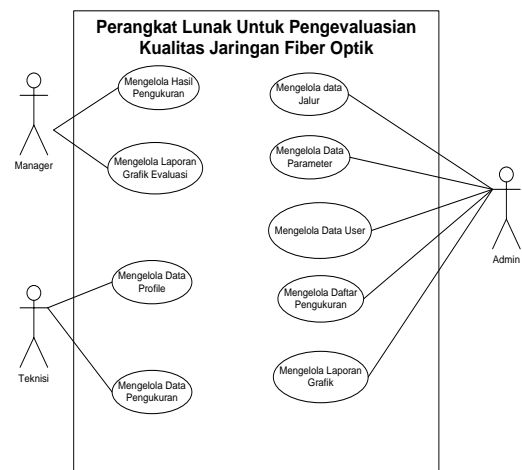 Perangkat Lunak Untuk Pengevaluasian
Kualitas Jaringan Fiber Optik
Mengelola Hasil
Pengukuran
Mengelola data
Jalur
Manager
Mengelola Laporan
Grafik Evaluasi
Mengelola Data
Parameter
Mengelola Data User
Admin
Mengelola Data
Profile
Mengelola Daftar
Pengukuran
Teknisi
Mengelola Data
Pengukuran
Mengelola Laporan
Grafik